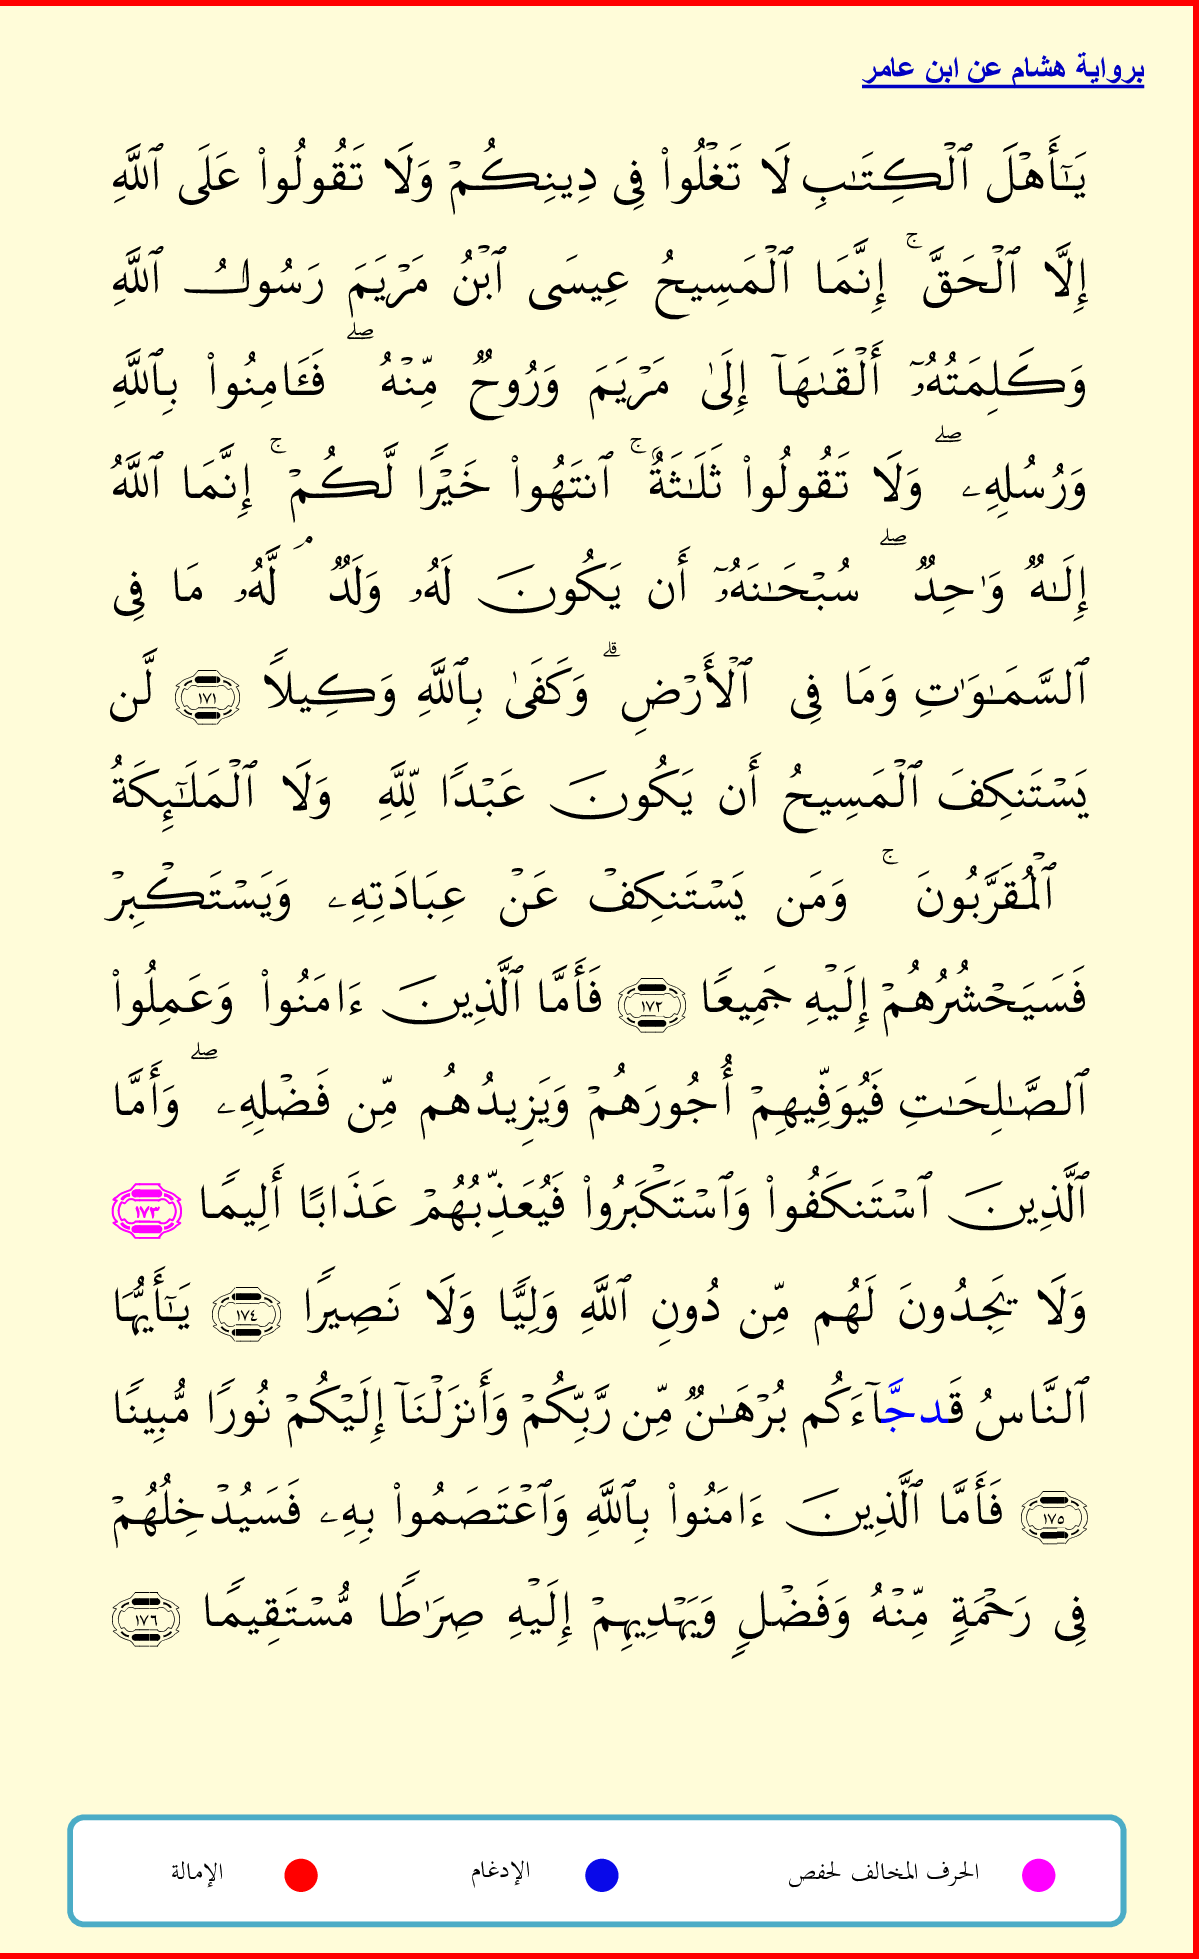 برواية هشام عن ابن عامر
يَـٰٓأَهْلَ ٱلْكِتَـٰبِ لَا تَغْلُوا۟ فِى دِينِكُمْ وَلَا تَقُولُوا۟ عَلَى ٱللَّهِ
إِلَّا ٱلْحَقَّ ۚ إِنَّمَا ٱلْمَسِيحُ عِيسَى ٱبْنُ مَرْيَمَ رَسُولُ ٱللَّهِ
وَكَلِمَتُهُۥٓ أَلْقَىٰهَآ إِلَىٰ مَرْيَمَ وَرُوحٌ مِّنْهُ ۖ فَـَٔامِنُوا۟ بِٱللَّهِ
وَرُسُلِهِۦ ۖ وَلَا تَقُولُوا۟ ثَلَـٰثَةٌ ۚ ٱنتَهُوا۟ خَيْرًا لَّكُمْ ۚ إِنَّمَا ٱللَّهُ
إِلَـٰهٌ وَٰحِدٌ ۖ سُبْحَـٰنَهُۥٓ أَن يَكُونَ لَهُۥ وَلَدٌ ۘ لَّهُۥ مَا فِى
ٱلسَّمَـٰوَٰتِ وَمَا فِى ٱلْأَرْضِ ۗ وَكَفَىٰ بِٱللَّهِ وَكِيلًا ١٧١ لَّن
يَسْتَنكِفَ ٱلْمَسِيحُ أَن يَكُونَ عَبْدًا لِّلَّهِ وَلَا ٱلْمَلَـٰٓئِكَةُ
ٱلْمُقَرَّبُونَ ۚ وَمَن يَسْتَنكِفْ عَنْ عِبَادَتِهِۦ وَيَسْتَكْبِرْ
فَسَيَحْشُرُهُمْ إِلَيْهِ جَمِيعًا ١٧٢ فَأَمَّا ٱلَّذِينَ ءَامَنُوا۟ وَعَمِلُوا۟
ٱلصَّـٰلِحَـٰتِ فَيُوَفِّيهِمْ أُجُورَهُمْ وَيَزِيدُهُم مِّن فَضْلِهِۦ ۖ وَأَمَّا
ٱلَّذِينَ ٱسْتَنكَفُوا۟ وَٱسْتَكْبَرُوا۟ فَيُعَذِّبُهُمْ عَذَابًا أَلِيمًا ١٧٣
وَلَا يَجِدُونَ لَهُم مِّن دُونِ ٱللَّهِ وَلِيًّا وَلَا نَصِيرًا ١٧٤ يَـٰٓأَيُّهَا
ٱلنَّاسُ قَدجَّآءَكُم بُرْهَـٰنٌ مِّن رَّبِّكُمْ وَأَنزَلْنَآ إِلَيْكُمْ نُورًا مُّبِينًا
١٧٥ فَأَمَّا ٱلَّذِينَ ءَامَنُوا۟ بِٱللَّهِ وَٱعْتَصَمُوا۟ بِهِۦ فَسَيُدْخِلُهُمْ
فِى رَحْمَةٍ مِّنْهُ وَفَضْلٍ وَيَهْدِيهِمْ إِلَيْهِ صِرَٰطًا مُّسْتَقِيمًا ١٧٦
الحرف المخالف لحفص الإدغام الإمالة